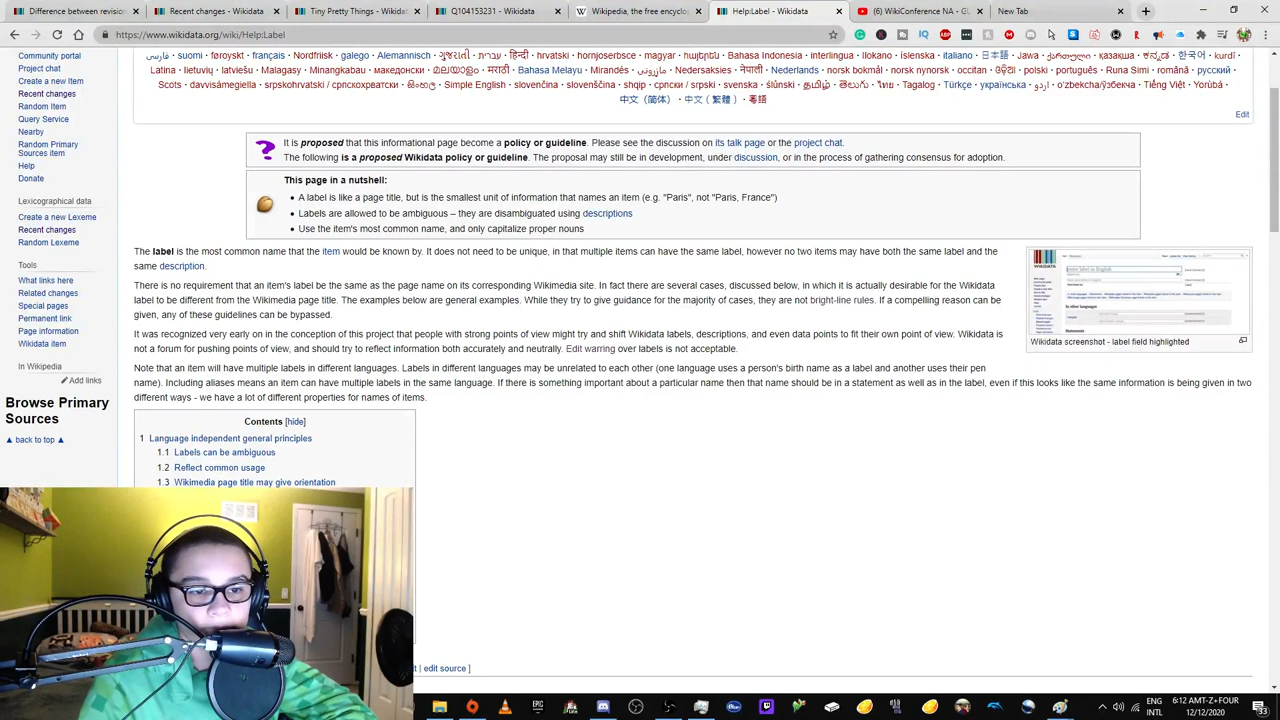 Difference between revisions -
Recent changes - Wikidata
Tiny Pretty Things - Wikidata
Q104153231 - Wikidata
Wikipedia, the free encyclop
Help:Label - Wikidata
(6) WikiConference NA - GL
New Tab
https://www.wikidata.org/wiki/Help:Label
Community portal
Project chat
Create a new Item
Recent changes
Random Item
Query Service
Nearby
Random Primary
Sources item
Help
Donate
Lexicographical data
Create a new Lexeme
Recent changes
Random Lexeme
Tools
What links here
Related changes
Special pages
Permanent link
Page information
Wikidata item
In Wikipedia
Add links
Browse Primary
Sources
▲ back to top ▲
فارسی · suomi · føroyskt · français · Nordfriisk · galego · Alemannisch · ગુજરાતી · עברית · हिन्दी · hrvatski · hornjoserbsce · magyar · հայերեն · Bahasa Indonesia · interlingua · Ilokano · íslenska · italiano · 日本語 · Jawa · ქართული · қазақша · ಕನ್ನಡ · 한국어 · kurdî ·
Latina · lietuvių · latviešu · Malagasy · Minangkabau · македонски · മലയാളം · मराठी · Bahasa Melayu · Mirandés · مازِرونی · Nedersaksies · नेपाली · Nederlands · norsk bokmål · norsk nynorsk · occitan · ଓଡ଼ିଆ · polski · português · Runa Simi · română · русский ·
Scots · davvisámegiella · srpskohrvatski / српскохрватски · සිංහල · Simple English · slovenčina · slovenščina · shqip · српски / srpski · svenska · ślůnski · தமிழ் · తెలుగు · ไทย · Tagalog · Türkçe · українська · اردو · oʻzbekcha/ўзбекча · Tiếng Việt · Yorùbá ·
中文（简体） · 中文（繁體） · 粵語
Edit
It is proposed that this informational page become a policy or guideline. Please see the discussion on its talk page or the project chat.
The following is a proposed Wikidata policy or guideline. The proposal may still be in development, under discussion, or in the process of gathering consensus for adoption.
This page in a nutshell:
• A label is like a page title, but is the smallest unit of information that names an item (e.g. "Paris", not "Paris, France")
• Labels are allowed to be ambiguous – they are disambiguated using descriptions
• Use the item's most common name, and only capitalize proper nouns
The label is the most common name that the item would be known by. It does not need to be unique, in that multiple items can have the same label, however no two items may have both the same label and the
same description.
There is no requirement that an item's label be the same as the page name on its corresponding Wikimedia site. In fact there are several cases, discussed below, in which it is actually desirable for the Wikidata
label to be different from the Wikimedia page title. The examples below are several examples. While they try to give guidance for the majority of cases, they are not bright-line rules. If a compelling reason can be
given, any of these guidelines can be bypassed.
It was recognized very early in the conception of the project that people with strong points of view might try and shift Wikidata labels, descriptions, and even data points to fit their own point of view. Wikidata is
not a forum for pushing points of view, and should try to reflect information both accurately and neutrally. Edit warring over labels is not acceptable.
Note that an item will have multiple labels in different languages. Labels in different languages may be unrelated to each other (one language uses a person's birth name as a label and another uses their pen
name). Including aliases means an item can have multiple labels in the same language. If there is something important about a particular name then that name should be in a statement as well as in the label, even if this looks like the same information is being given in two
different ways - we have a lot of different properties for names of items.
WIKIDATA
In other languages
Statements
Wikidata screenshot - label field highlighted
Contents [hide]
1 Language independent general principles
1.1 Labels can be ambiguous
1.2 Reflect common usage
1.3 Wikimedia page title may give orientation
| edit source ]
ENG
INTL
6:12 AMT-Z+FOUR
12/12/2020
33